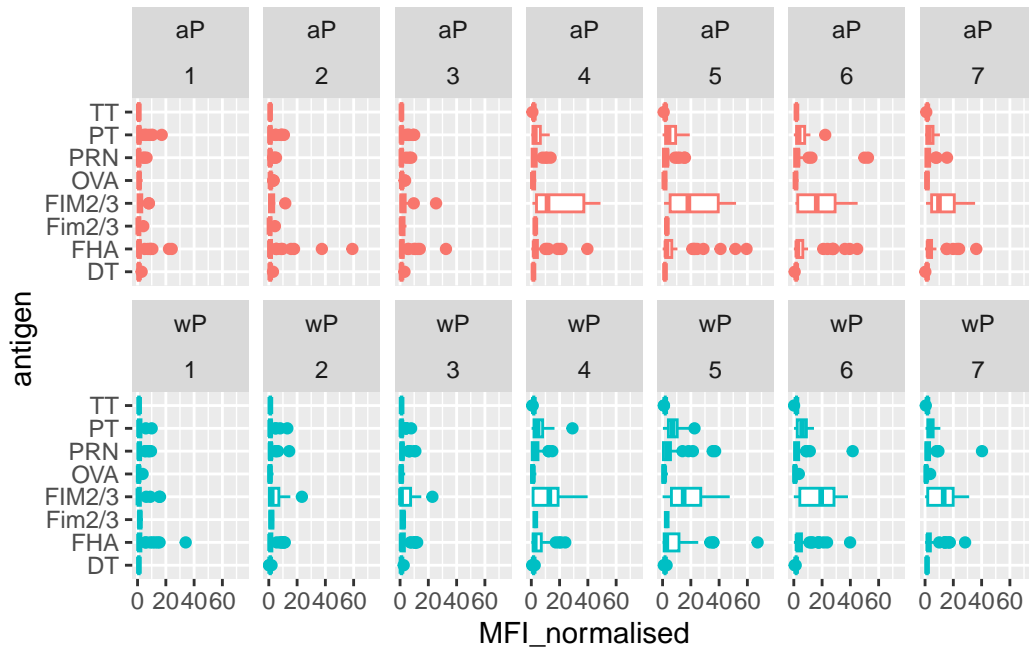 aP aP aP aP aP aP aP
1 2 3 4 5 6 7
TT
PT
PRN
OVA
FIM2/3
Fim2/3
FHA
DT
antigen
wP wP wP wP wP wP wP
1 2 3 4 5 6 7
TT
PT
PRN
OVA
FIM2/3
Fim2/3
FHA
DT
0 204060 0 204060 0 204060 0 204060 0 204060 0 204060 0 204060
MFI_normalised